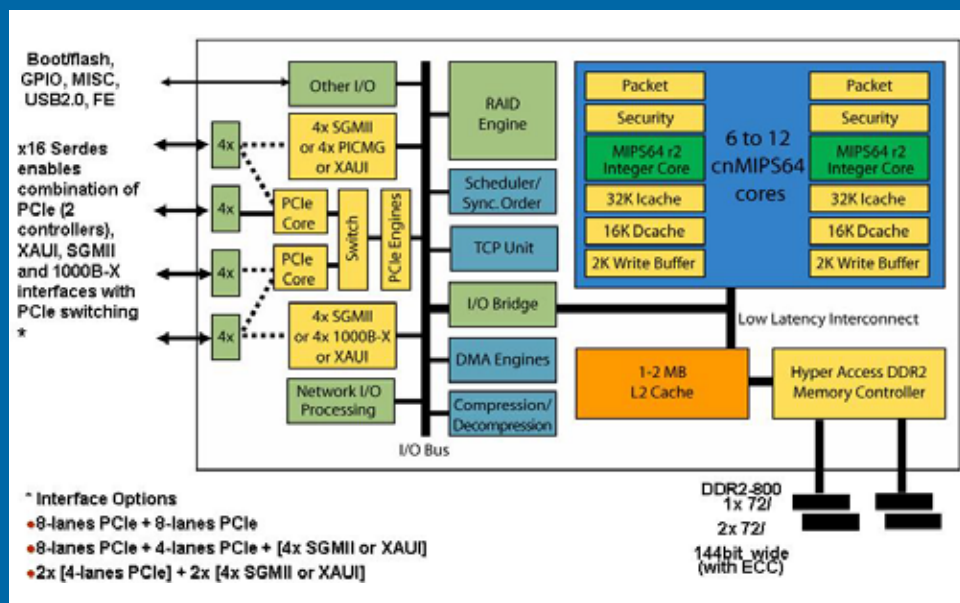 Boot/flash,
GPIO, MISC,
USB2.0, FE
x16 Serdes
enables
combination of
PCIe (2
controllers),
XAUI, SGMII
and 1000B-X
interfaces with
PCIe switching
*
4x
4x
4x
4x
Other I/O
4x SGMII
or 4x PICMG
or XAUI
PCIe
Core
PCIe
Core
Switch
PCIe Engines
4x SGMII
or 4x 1000B-X
or XAUI
Network I/O
Processing
I/O Bus
RAID
Engine
Scheduler/
Sync. Order
TCP Unit
I/O Bridge
DMA Engines
Compression/
Decompression
Packet
Security
MIPS64 r2
Integer Core
32K Icache
16K Dcache
2K Write Buffer
6 to 12
cnMIPS64
cores
Packet
Security
MIPS64 r2
Integer Core
32K Icache
16K Dcache
2K Write Buffer
Low Latency Interconnect
1-2 MB
L2 Cache
Hyper Access DDR2
Memory Controller
DDR2-800
1x 72/
2x 72/
144bit wide
(with ECC)
* Interface Options
•8-lanes PCIe + 8-lanes PCIe
•8-lanes PCIe + 4-lanes PCIe + [4x SGMII or XAUI]
•2x [4-lanes PCIe] + 2x [4x SGMII or XAUI]